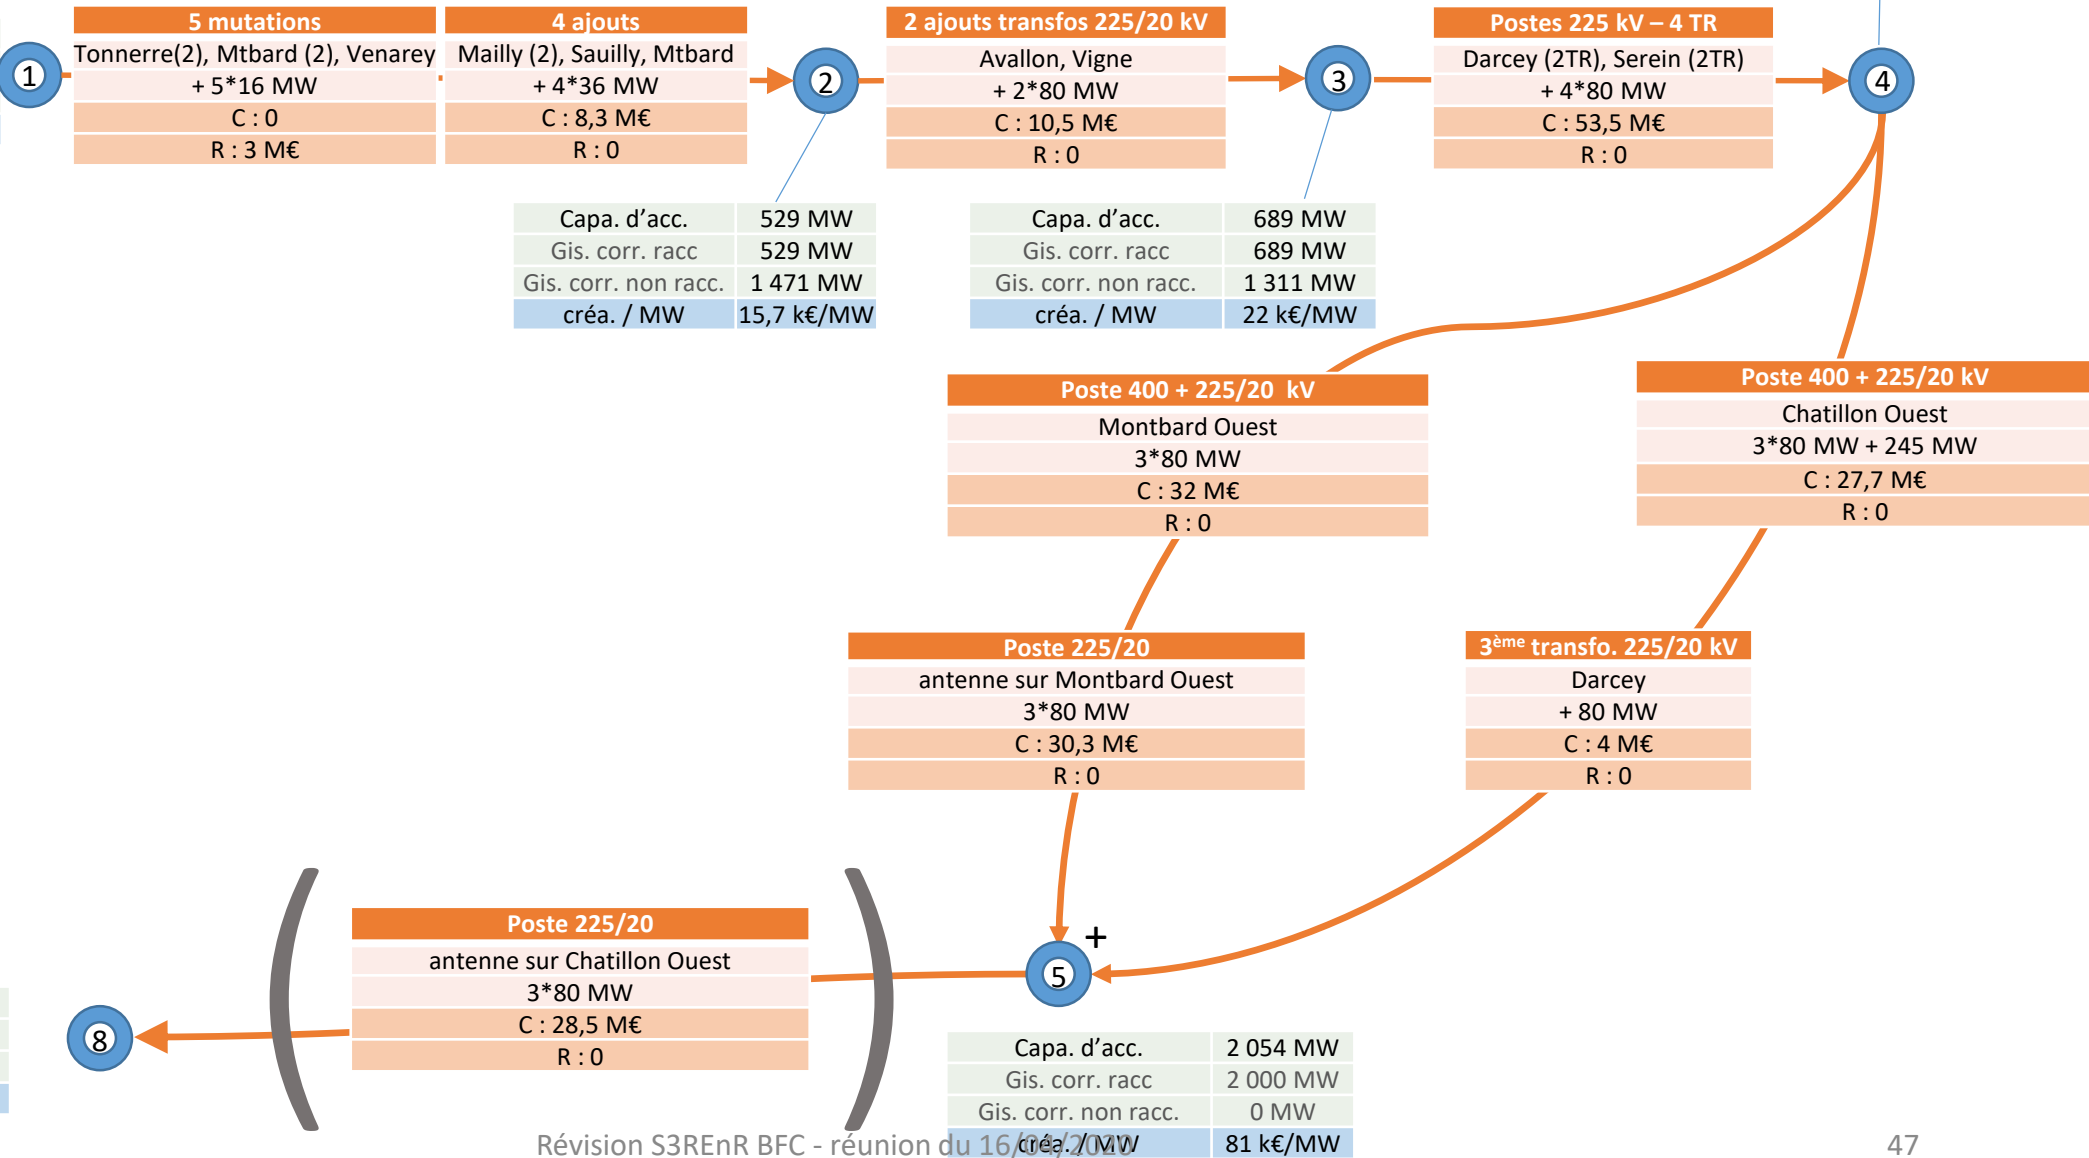 1
5 mutations
Tonnerre(2), Mtbard (2), Venarey
+ 5*16 MW
C : 0
R : 3 M€
4 ajouts
Mailly (2), Sauilly, Mtbard
+ 4*36 MW
C : 8,3 M€
R : 0
2
2 ajouts transfos 225/20 kV
Avallon, Vigne
+ 2*80 MW
C : 10,5 M€
R : 0
3
Postes 225 kV – 4 TR
Darcey (2TR), Serein (2TR)
+ 4*80 MW
C : 53,5 M€
R : 0
4
Capa. d’acc. 529 MW
Gis. corr. racc 529 MW
Gis. corr. non racc. 1 471 MW
créa. / MW 15,7 k€/MW
Capa. d’acc. 689 MW
Gis. corr. racc 689 MW
Gis. corr. non racc. 1 311 MW
créa. / MW 22 k€/MW
Poste 400 + 225/20 kV
Montbard Ouest
3*80 MW
C : 32 M€
R : 0
Poste 400 + 225/20 kV
Chatillon Ouest
3*80 MW + 245 MW
C : 27,7 M€
R : 0
Poste 225/20
antenne sur Montbard Ouest
3*80 MW
C : 30,3 M€
R : 0
3ème transfo. 225/20 kV
Darcey
+ 80 MW
C : 4 M€
R : 0
Poste 225/20
antenne sur Chatillon Ouest
3*80 MW
C : 28,5 M€
R : 0
+
5
8
Capa. d’acc. 2 054 MW
Gis. corr. racc 2 000 MW
Gis. corr. non racc. 0 MW
créa. / MW 81 k€/MW
Révision S3REnR BFC - réunion du 16/04/2020
47